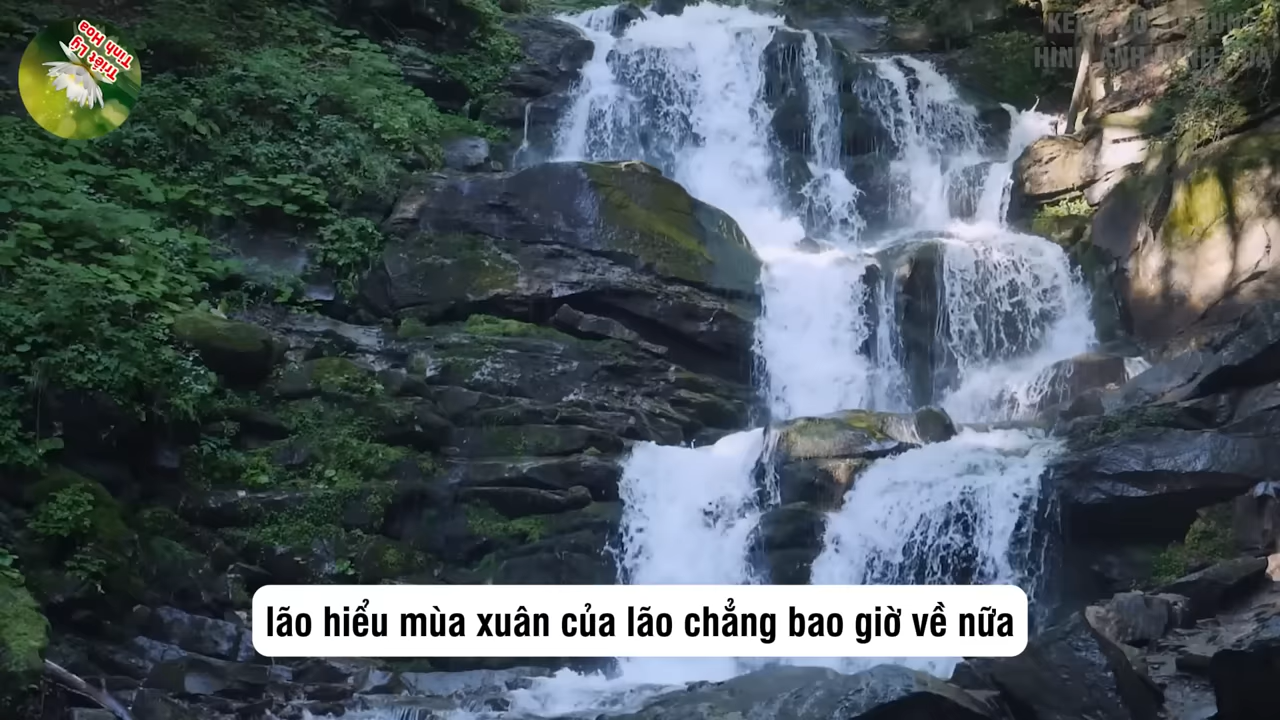 Triết Lý
Tinh Hoa
lão hiểu mùa xuân của lão chẳng bao giờ về nữa